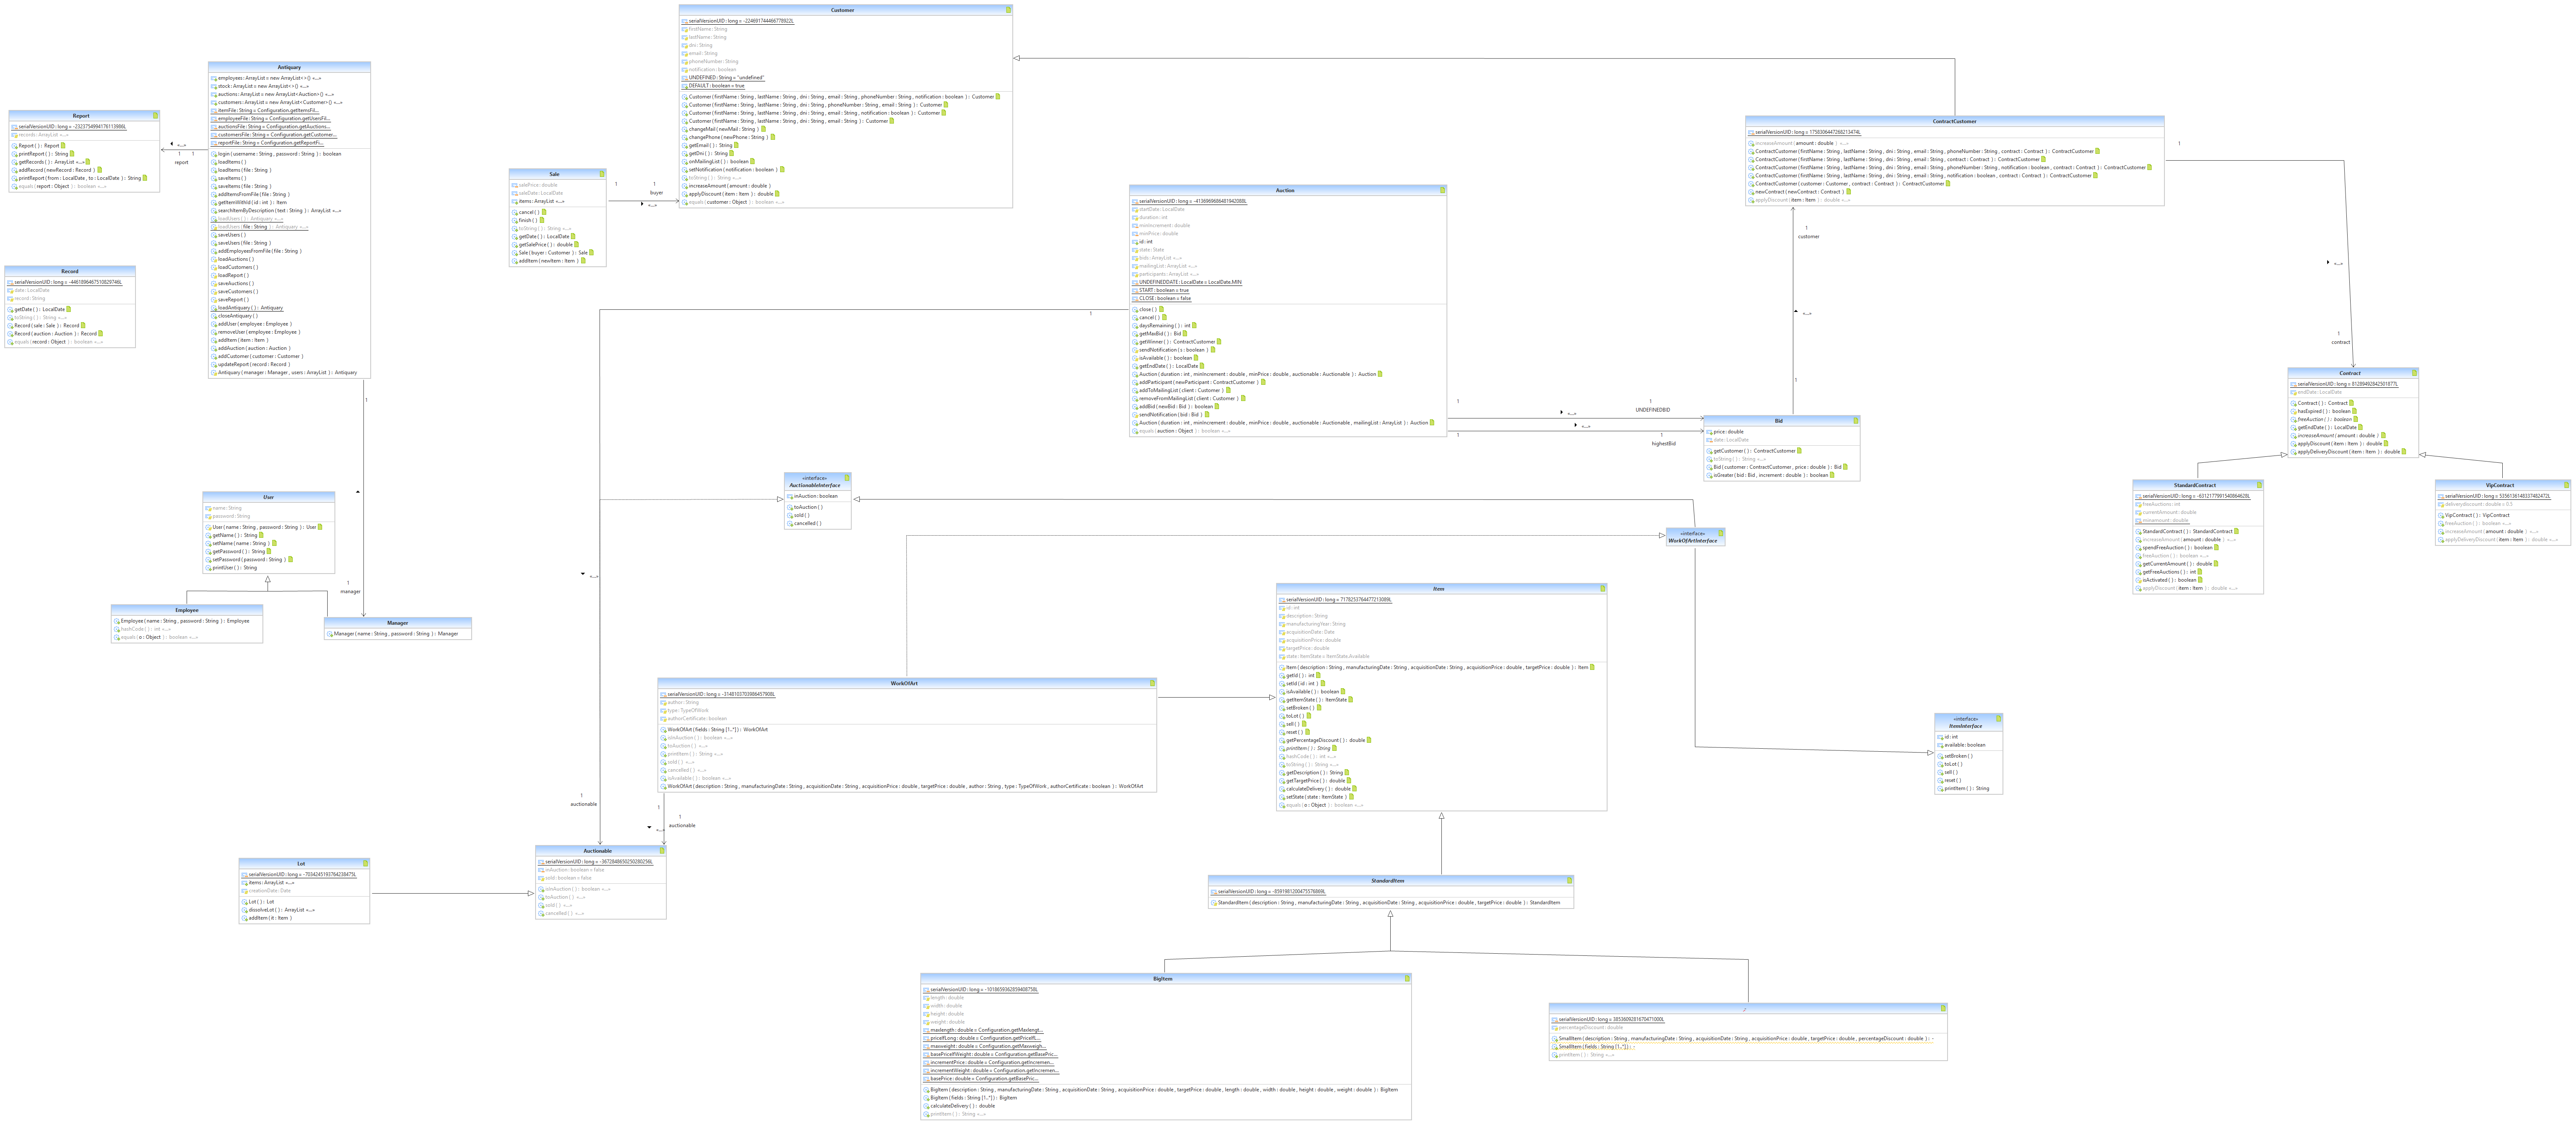 Customer
serialVersionUID : long = -2246917444667789​22L
firstName : String
lastName : String
dni : String
email : String
phoneNumber : String
notification : boolean
UNDEFINED : String = "undefined"
DEFAULT : boolean = true
Customer ( firstName : String , lastName : String , dni : String , email : String , phoneNumber : String , notification : boolean ) : Customer
Customer ( firstName : String , lastName : String , dni : String , phoneNumber : String , email : String ) : Customer
Customer ( firstName : String , lastName : String , dni : String , email : String , notification : boolean ) : Customer
Customer ( firstName : String , lastName : String , dni : String , email : String ) : Customer
changeMail ( newMail : String )
changePhone ( newPhone : String )
getEmail ( ) : String
getDni ( ) : String
onMailingList ( ) : boolean
setNotification ( notification : boolean )
toString ( ) : String «...»
increaseAmount ( amount : double )
applyDiscount ( item : Item ) : double
equals ( customer : Object ) : boolean «...»
Antiquary
employees : ArrayList = new ArrayList<>() «...»
stock : ArrayList = new ArrayList<>() «...»
auctions : ArrayList = new ArrayList<Auction>() «...»
customers : ArrayList = new ArrayList<Customer>() «...»
itemFile : String = Configuration.getItemsFil...
employeeFile : String = Configuration.getUsersFil...
auctionsFile : String = Configuration.getAuctions...
customersFile : String = Configuration.getCustomer...
reportFile : String = Configuration.getReportFi...
login ( username : String , password : String ) : boolean
loadItems ( )
loadItems ( file : String )
saveItems ( )
saveItems ( file : String )
addItemsFromFile ( file : String )
getItemWithId ( id : int ) : Item
searchItemByDescription ( text : String ) : ArrayList «...»
loadUsers ( ) : Antiquary «...»
loadUsers ( file : String ) : Antiquary «...»
saveUsers ( )
saveUsers ( file : String )
addEmployeesFromFile ( file : String )
loadAuctions ( )
loadCustomers ( )
loadReport ( )
saveAuctions ( )
saveCustomers ( )
saveReport ( )
loadAntiquary ( ) : Antiquary
closeAntiquary ( )
addUser ( employee : Employee )
removeUser ( employee : Employee )
addItem ( item : Item )
addAuction ( auction : Auction )
addCustomer ( customer : Customer )
updateReport ( record : Record )
Antiquary ( manager : Manager , users : ArrayList ) : Antiquary
Report
serialVersionUID : long = -2323754994176113986L
records : ArrayList «...»
Report ( ) : Report
printReport ( ) : String
getRecords ( ) : ArrayList «...»
addRecord ( newRecord : Record )
printReport ( from : LocalDate , to : LocalDate ) : String
equals ( report : Object ) : boolean «...»
«...»
1 1
report
Record
serialVersionUID : long = -4461896467510829746L
date : LocalDate
record : String
getDate ( ) : LocalDate
toString ( ) : String «...»
Record ( sale : Sale ) : Record
Record ( auction : Auction ) : Record
equals ( record : Object ) : boolean «...»
Sale
salePrice : double
saleDate : LocalDate
items : ArrayList «...»
cancel ( )
finish ( )
toString ( ) : String «...»
getDate ( ) : LocalDate
getSalePrice ( ) : double
Sale ( buyer : Customer ) : Sale
addItem ( newItem : Item )
1 1
buyer
«...»
ContractCustomer
serialVersionUID : long = 1758306447268213474L
increaseAmount ( amount : double ) «...»
ContractCustomer ( firstName : String , lastName : String , dni : String , email : String , phoneNumber : String , contract : Contract ) : ContractCustomer
ContractCustomer ( firstName : String , lastName : String , dni : String , email : String , contract : Contract ) : ContractCustomer
ContractCustomer ( firstName : String , lastName : String , dni : String , email : String , phoneNumber : String , notification : boolean , contract : Contract ) : ContractCustomer
ContractCustomer ( firstName : String , lastName : String , dni : String , email : String , notification : boolean , contract : Contract ) : ContractCustomer
ContractCustomer ( customer : Customer , contract : Contract ) : ContractCustomer
newContract ( newContract : Contract )
applyDiscount ( item : Item ) : double «...»
1
«...»
1
contract
1
customer
«...»
1
Auction
serialVersionUID : long = -4136969686481942088L
startDate : LocalDate
duration : int
minIncrement : double
minPrice : double
id : int
state : State
bids : ArrayList «...»
mailingList : ArrayList «...»
participants : ArrayList «...»
UNDEFINEDDATE : LocalDate = LocalDate.MIN
START : boolean = true
CLOSE : boolean = false
close ( )
cancel ( )
daysRemaining ( ) : int
getMaxBid ( ) : Bid
getWinner ( ) : ContractCustomer
sendNotification ( s : boolean )
isAvailable ( ) : boolean
getEndDate ( ) : LocalDate
Auction ( duration : int , minIncrement : double , minPrice : double , auctionable : Auctionable ) : Auction
addParticipant ( newParticipant : ContractCustomer )
addToMailingList ( client : Customer )
removeFromMailingList ( client : Customer )
addBid ( newBid : Bid ) : boolean
sendNotification ( bid : Bid )
Auction ( duration : int , minIncrement : double , minPrice : double , auctionable : Auctionable , mailingList : ArrayList ) : Auction
equals ( auction : Object ) : boolean «...»
1
1 1
«...» UNDEFINEDBID
«...»
1 1
highestBid
Bid
price : double
date : LocalDate
getCustomer ( ) : ContractCustomer
toString ( ) : String «...»
Bid ( customer : ContractCustomer , price : double ) : Bid
isGreater ( bid : Bid , increment : double ) : boolean
Contract
serialVersionUID : long = 8128949284250187​7L
endDate : LocalDate
Contract ( ) : Contract
hasExpired ( ) : boolean
freeAuction ( ) : boolean
getEndDate ( ) : LocalDate
increaseAmount ( amount : double )
applyDiscount ( item : Item ) : double
applyDeliveryDiscount ( item : Item ) : double
StandardContract
serialVersionUID : long = -6312177991540864628L
freeAuctions : int
currentAmount : double
minamount : double
StandardContract ( ) : StandardContract
increaseAmount ( amount : double ) «...»
spendFreeAuction ( ) : boolean
freeAuction ( ) : boolean «...»
getCurrentAmount ( ) : double
getFreeAuctions ( ) : int
isActivated ( ) : boolean
applyDiscount ( item : Item ) : double «...»
VipContract
serialVersionUID : long = 5356136148337482472L
deliveryDiscount : double = 0.5
VipContract ( ) : VipContract
freeAuction ( ) : boolean «...»
increaseAmount ( amount : double ) «...»
applyDeliveryDiscount ( item : Item ) : double «...»
«interface»
AuctionableInterface
inAuction : boolean
toAuction ( )
sold ( )
cancelled ( )
«interface»
WorkOfArtInterface
User
name : String
password : String
User ( name : String , password : String ) : User
getName ( ) : String
setName ( name : String )
getPassword ( ) : String
setPassword ( password : String )
printUser ( ) : String
1
1
manager
Employee
Employee ( name : String , password : String ) : Employee
hashCode ( ) : int «...»
equals ( o : Object ) : boolean «...»
Manager
Manager ( name : String , password : String ) : Manager
«...»
Item
serialVersionUID : long = 7178253764477213089L
id : int
description : String
manufacturingYear : String
acquisitionDate : Date
acquisitionPrice : double
targetPrice : double
state : ItemState = ItemState.Available
Item ( description : String , manufacturingDate : String , acquisitionDate : String , acquisitionPrice : double , targetPrice : double ) : Item
getId ( ) : int
setId ( id : int )
isAvailable ( ) : boolean
getItemState ( ) : ItemState
setBroken ( )
toLot ( )
sell ( )
reset ( )
getPercentageDiscount ( ) : double
printItem ( ) : String
hashCode ( ) : int «...»
toString ( ) : String «...»
getDescription ( ) : String
getTargetPrice ( ) : double
calculateDelivery ( ) : double
setState ( state : ItemState )
equals ( o : Object ) : boolean «...»
WorkOfArt
serialVersionUID : long = -3148103703986457908L
author : String
type : TypeOfWork
authorCertificate : boolean
WorkOfArt ( fields : String [1..*] ) : WorkOfArt
isInAuction ( ) : boolean «...»
toAuction ( ) «...»
printItem ( ) : String «...»
sold ( ) «...»
cancelled ( ) «...»
isAvailable ( ) : boolean «...»
WorkOfArt ( description : String , manufacturingDate : String , acquisitionDate : String , acquisitionPrice : double , targetPrice : double , author : String , type : TypeOfWork , authorCertificate : boolean ) : WorkOfArt
«interface»
ItemInterface
id : int
available : boolean
setBroken ( )
toLot ( )
sell ( )
reset ( )
printItem ( ) : String
1
auctionable
1
1
auctionable
«...»
Auctionable
serialVersionUID : long = -3672848650250280256L
inAuction : boolean = false
sold : boolean = false
isInAuction ( ) : boolean «...»
toAuction ( ) «...»
sold ( ) «...»
cancelled ( ) «...»
Lot
serialVersionUID : long = -7034245193764238475L
items : ArrayList «...»
creationDate : Date
Lot ( ) : Lot
dissolveLot ( ) : ArrayList «...»
addItem ( it : Item )
StandardItem
serialVersionUID : long = -8581981200475576869L
StandardItem ( description : String , manufacturingDate : String , acquisitionDate : String , acquisitionPrice : double , targetPrice : double ) : StandardItem
BigItem
serialVersionUID : long = -1018659362859408758L
length : double
width : double
height : double
weight : double
maxlength : double = Configuration.getMaxlengt...
priceIfLong : double = Configuration.getPriceIfL...
maxweight : double = Configuration.getMaxweigh...
basePriceIfWeight : double = Configuration.getBasePric...
incrementPrice : double = Configuration.getIncremen...
incrementWeight : double = Configuration.getIncremen...
basePrice : double = Configuration.getBasePric...
BigItem ( description : String , manufacturingDate : String , acquisitionDate : String , acquisitionPrice : double , targetPrice : double , length : double , width : double , height : double , weight : double ) : BigItem
BigItem ( fields : String [1..*] ) : BigItem
calculateDelivery ( ) : double
printItem ( ) : String «...»
serialVersionUID : long = 3853609281670471000L
percentageDiscount : double
SmallItem ( description : String , manufacturingDate : String , acquisitionDate : String , acquisitionPrice : double , targetPrice : double , percentageDiscount : double ) : -
SmallItem ( fields : String [1..*] ) : -
printItem ( ) : String «...»